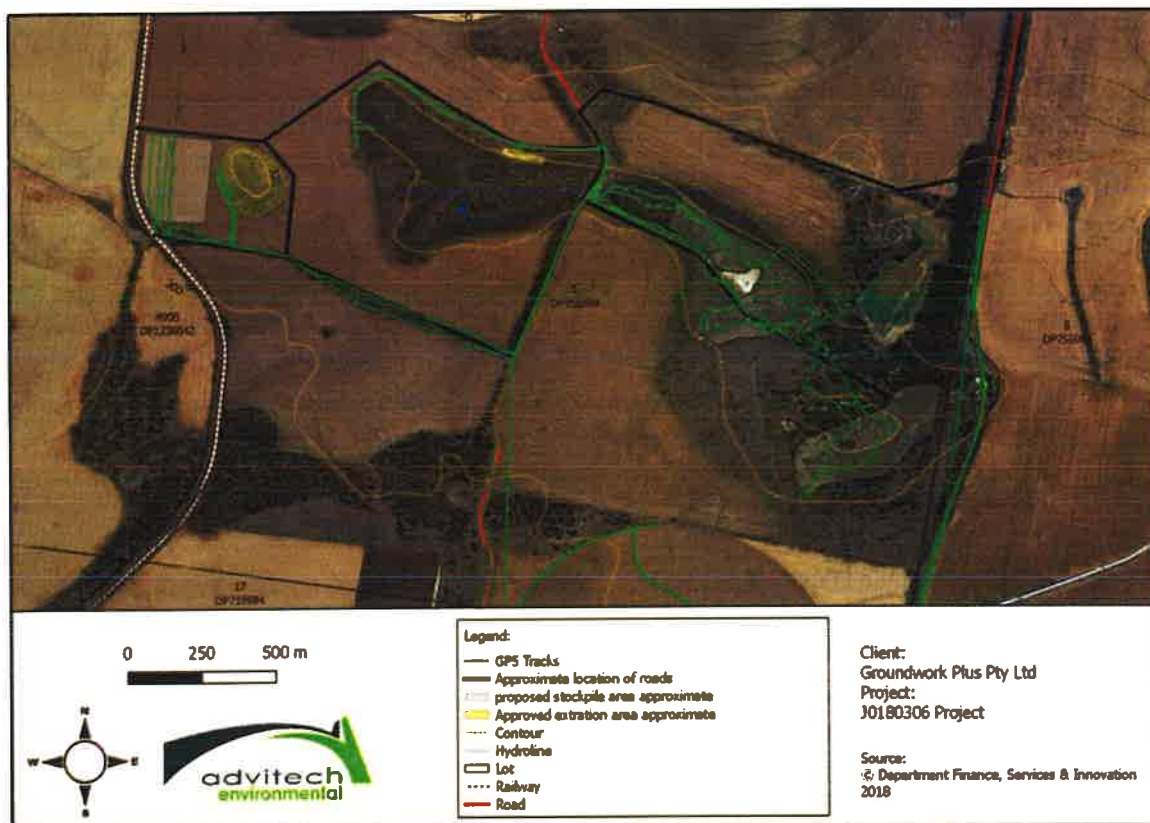 0 250 500 m
N
W E
S
advitech
environmental
Legend:
GPS Tracks
Approximate location of roads
proposed stockpile area approximate
Approved extration area approximate
Contour
Hydroline
Lot
Railway
Road
Client:
Groundwork Plus Pty Ltd
Project:
J0180306 Project
Source:
© Department Finance, Services & Innovation
2018
17